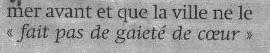 mer avant et que la ville ne le
« fait pas de gaieté de cœur »